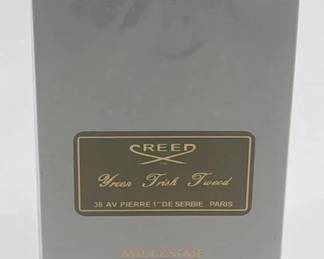 CREED
Green Irish Tweed
38 AV PIERRE 1er DE SERBIE PARIS
MILLESIME